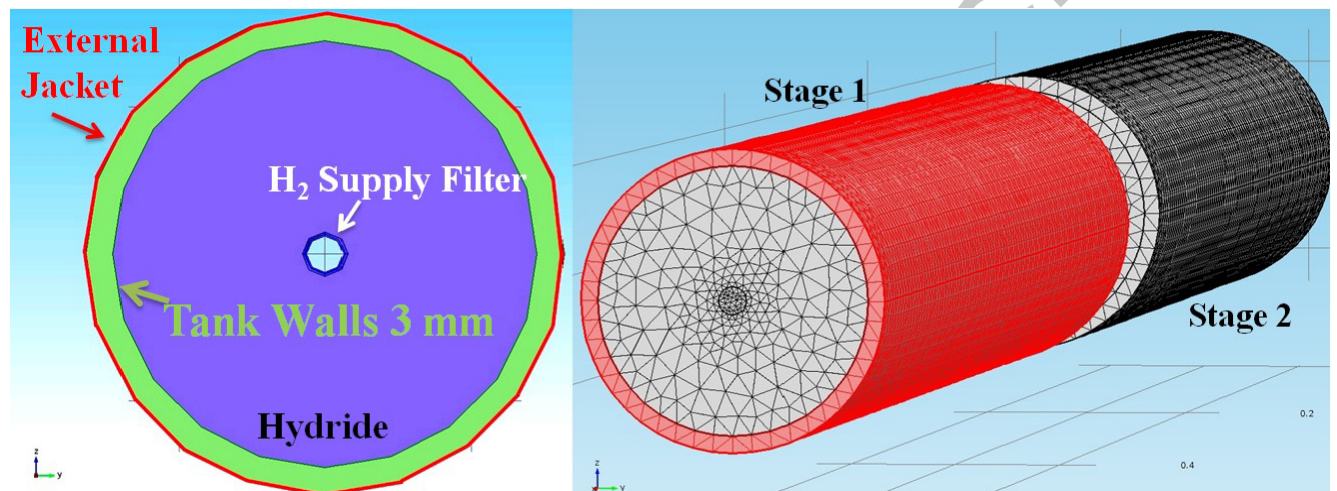 External
Jacket
H₂ Supply Filter
Tank Walls 3 mm
Hydride
z
y
Stage 1
Stage 2
0.2
0.4
z
y